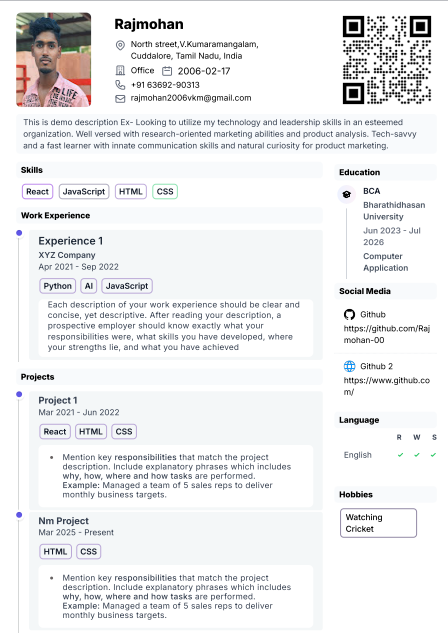 Rajmohan
North street,V.Kumaramangalam,
Cuddalore, Tamil Nadu, India
Office 2006-02-17
+91 63692-90313
rajmohan2006vkm@gmail.com
This is demo description Ex- Looking to utilize my technology and leadership skills in an esteemed
organization. Well versed with research-oriented marketing abilities and product analysis. Tech-savvy
and a fast learner with innate communication skills and natural curiosity for product marketing.
Skills
React JavaScript HTML CSS
Work Experience
Experience 1
XYZ Company
Apr 2021 - Sep 2022
Python AI JavaScript
Each description of your work experience should be clear and
concise, yet descriptive. After reading your description, a
prospective employer should know exactly what your
responsibilities were, what skills you have developed, where
your strengths lie, and what you have achieved
Projects
Project 1
Mar 2021 - Jun 2022
React HTML CSS
• Mention key responsibilities that match the project
description. Include explanatory phrases which includes
why, how, where and how tasks are performed.
Example: Managed a team of 5 sales reps to deliver
monthly business targets.
Nm Project
Mar 2025 - Present
HTML CSS
• Mention key responsibilities that match the project
description. Include explanatory phrases which includes
why, how, where and how tasks are performed.
Example: Managed a team of 5 sales reps to deliver
monthly business targets.
Education
BCA
Bharathidhasan
University
Jun 2023 - Jul
2026
Computer
Application
Social Media
Github
https://github.com/Raj
mohan-00
Github 2
https://www.github.co
m/
Language
R W S
English ✓ ✓ ✓
Hobbies
Watching
Cricket